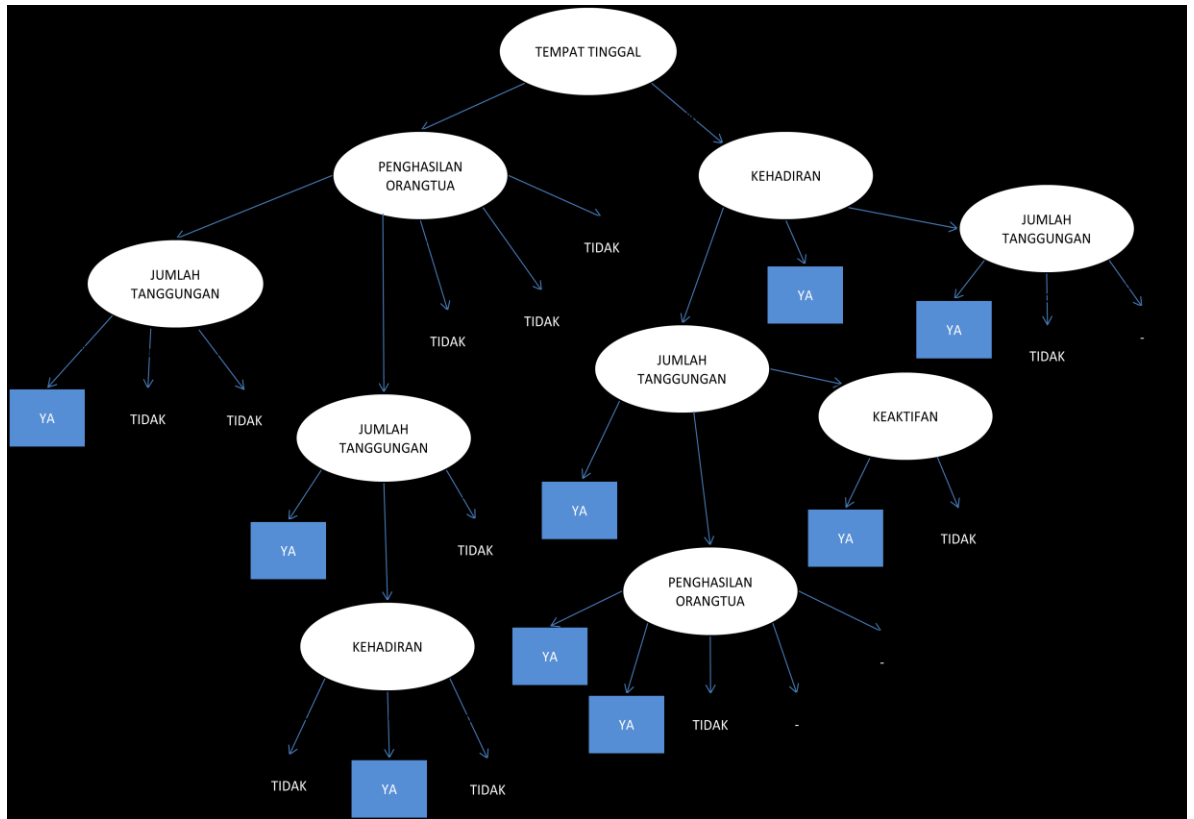 TEMPAT TINGGAL
PENGHASILAN
ORANGTUA
KEHADIRAN
JUMLAH
TANGGUNGAN
TIDAK
JUMLAH
TANGGUNGAN
YA
YA
TIDAK
-
TIDAK
TIDAK
JUMLAH
TANGGUNGAN
KEAKTIFAN
YA
TIDAK
TIDAK
JUMLAH
TANGGUNGAN
YA
YA
TIDAK
YA
TIDAK
PENGHASILAN
ORANGTUA
KEHADIRAN
YA
-
YA
TIDAK
-
TIDAK
YA
TIDAK